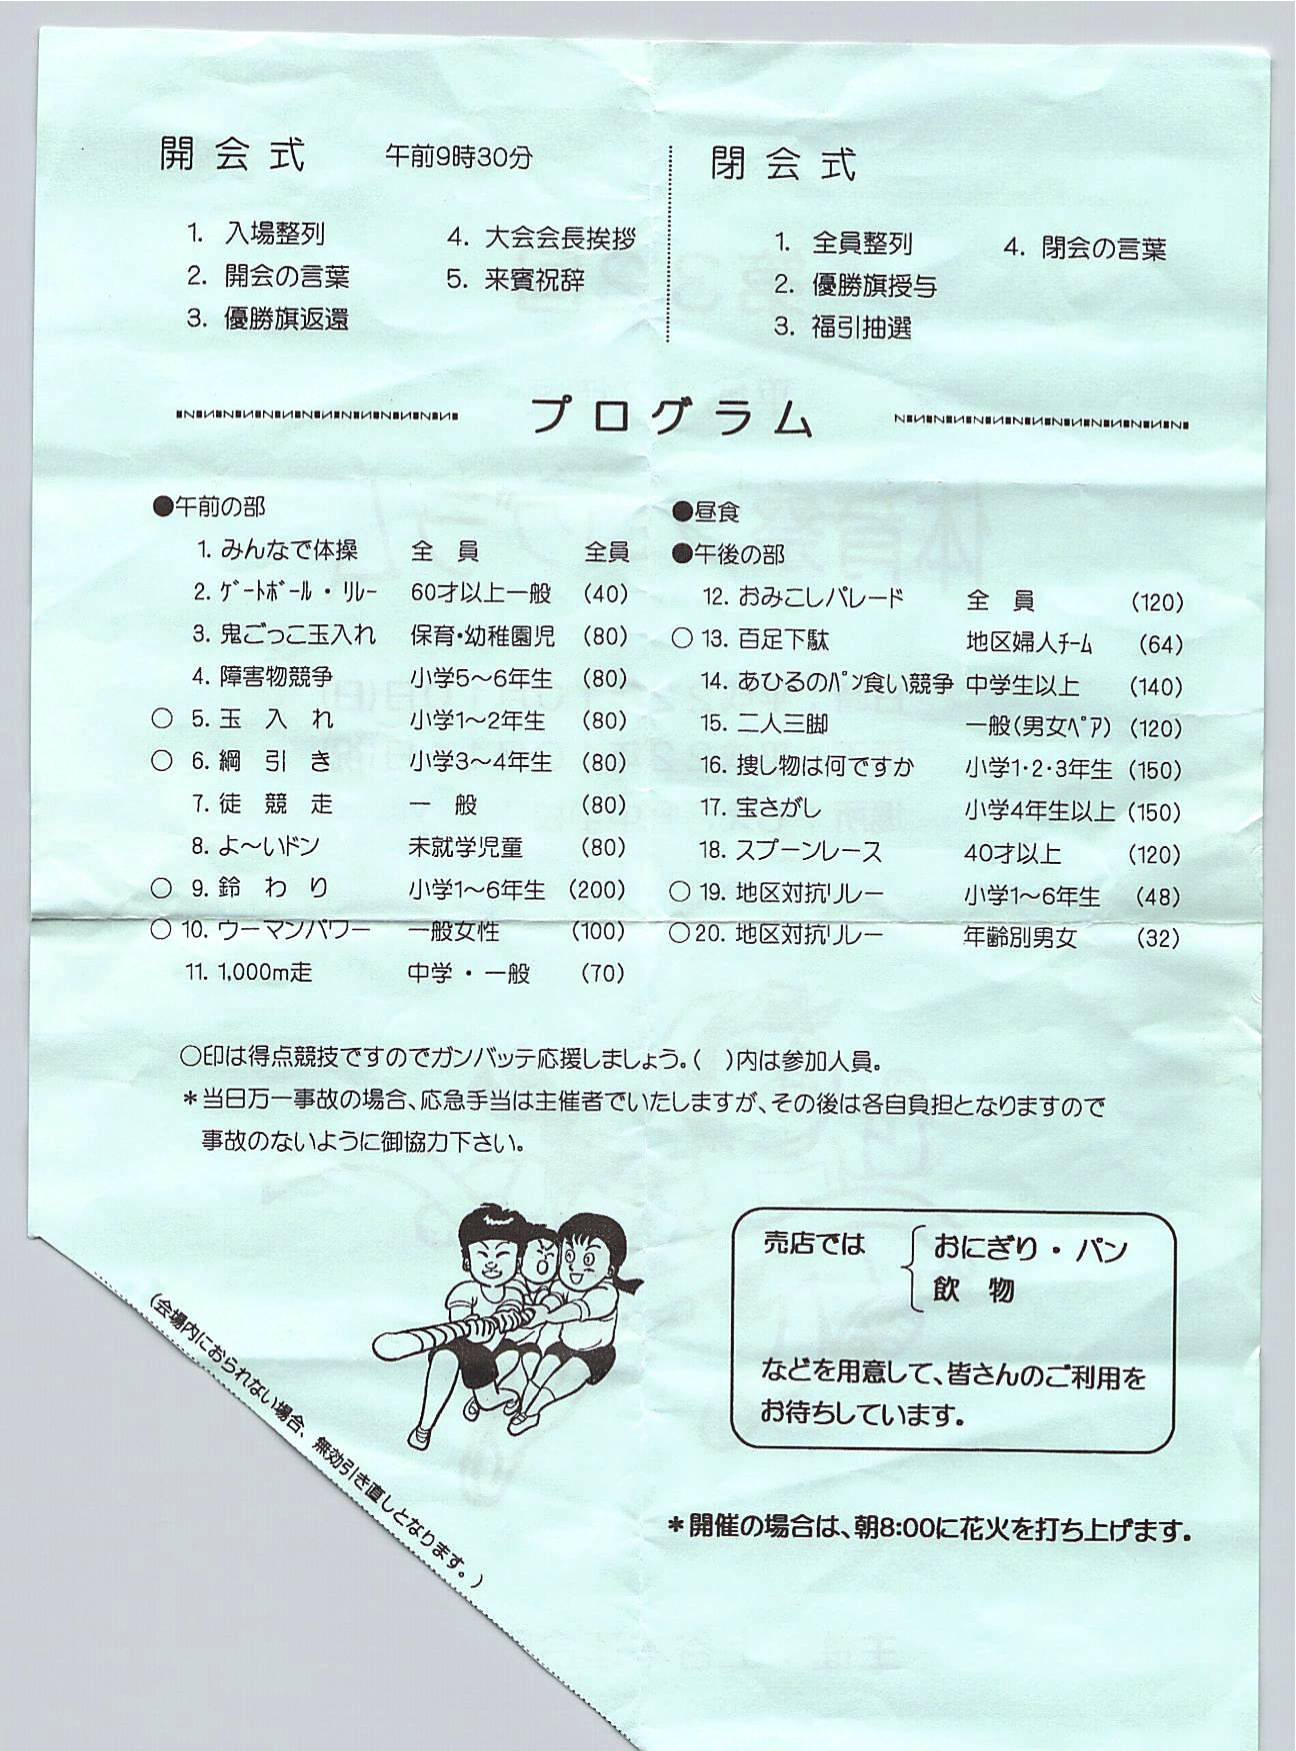 開会式 午前9時30分
1. 入場整列
2. 開会の言葉
3. 優勝旗返還
4. 大会会長挨拶
5. 来賓祝辞
閉会式
1. 全員整列
2. 優勝旗授与
3. 福引抽選
4. 閉会の言葉
プログラム
●午前の部
1. みんなで体操 全員 全員
2. ｹﾞｰﾄﾎﾞｰﾙ・ﾘﾚｰ 60才以上一般 (40)
3. 鬼ごっこ玉入れ 保育・幼稚園児 (80)
4. 障害物競争 小学5〜6年生 (80)
○ 5. 玉入れ 小学1〜2年生 (80)
○ 6. 綱引き 小学3〜4年生 (80)
7. 徒競走 一般 (80)
8. よ〜いドン 未就学児童 (80)
○ 9. 鈴わり 小学1〜6年生 (200)
○ 10. ウーマンパワー 一般女性 (100)
11. 1,000m走 中学・一般 (70)
●昼食
●午後の部
12. おみこしパレード 全員 (120)
○ 13. 百足下駄 地区婦人ﾁｰﾑ (64)
14. あひるのﾊﾟﾝ食い競争 中学生以上 (140)
15. 二人三脚 一般(男女ﾍﾟｱ) (120)
16. 捜し物は何ですか 小学1・2・3年生 (150)
17. 宝さがし 小学4年生以上 (150)
18. スプーンレース 40才以上 (120)
○ 19. 地区対抗リレー 小学1〜6年生 (48)
○ 20. 地区対抗リレー 年齢別男女 (32)
○印は得点競技ですのでガンバッテ応援しましょう。( )内は参加人員。
＊当日万一事故の場合、応急手当は主催者でいたしますが、その後は各自負担となりますので
事故のないように御協力下さい。
売店では おにぎり・パン
飲物
などを用意して、皆さんのご利用を
お待ちしています。
(会場内におられない場合、無効引き直しとなります。)
＊開催の場合は、朝8:00に花火を打ち上げます。